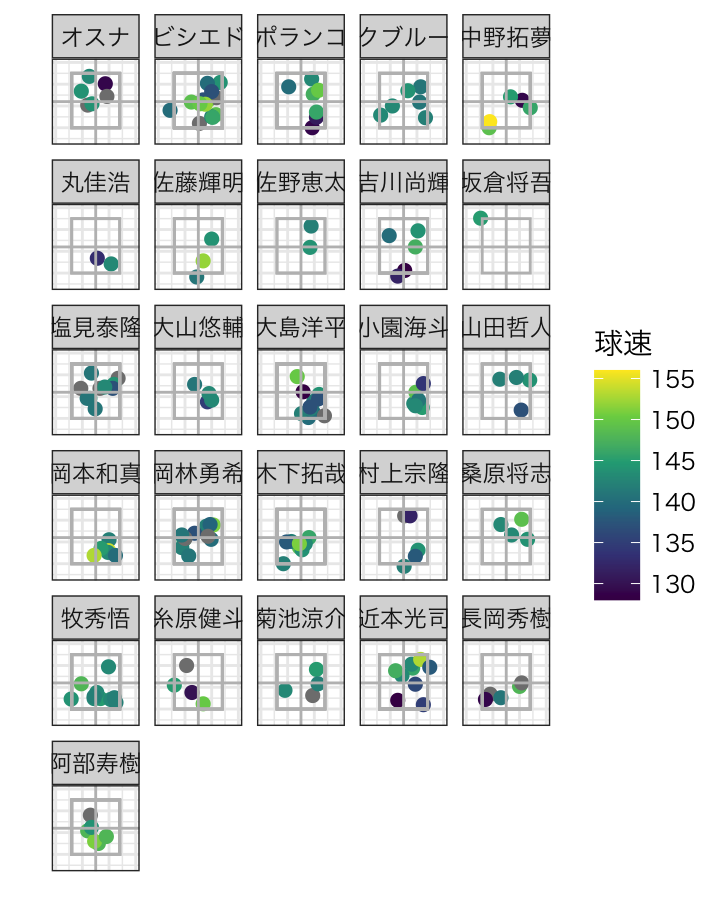 オスナ ビシエド ポランコ クブルー 中野拓夢
丸佳浩 佐藤輝明 佐野恵太 吉川尚輝 坂倉将吾
球速
塩見泰隆 大山悠輔 大島洋平 小園海斗 山田哲人
155
150
145
140
135
130
岡本和真 岡林勇希 木下拓哉 村上宗隆 桑原将志
牧秀悟 糸原健斗 菊池涼介 近本光司 長岡秀樹
阿部寿樹